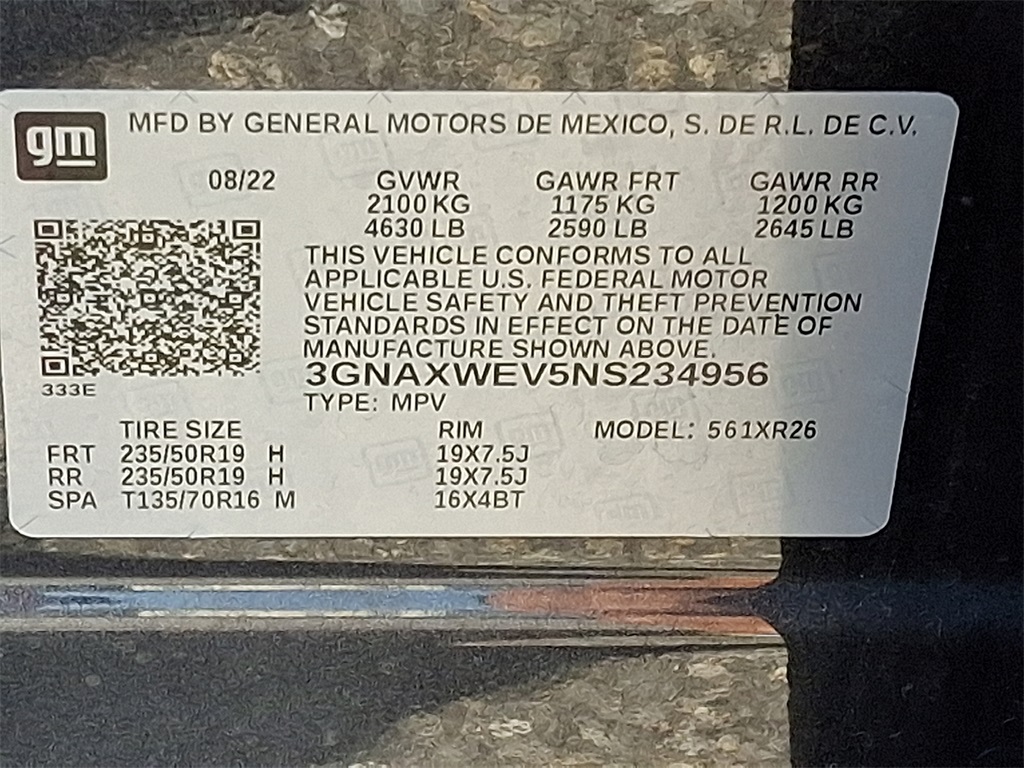 gm
MFD BY GENERAL MOTORS DE MEXICO, S. DE R.L. DE C.V.
08/22 GVWR GAWR FRT GAWR RR
2100 KG 1175 KG 1200 KG
4630 LB 2590 LB 2645 LB
THIS VEHICLE CONFORMS TO ALL
APPLICABLE U.S. FEDERAL MOTOR
VEHICLE SAFETY AND THEFT PREVENTION
STANDARDS IN EFFECT ON THE DATE OF
MANUFACTURE SHOWN ABOVE.
3GNAXWEV5NS234956
333E
TYPE: MPV
TIRE SIZE RIM MODEL: 561XR26
FRT 235/50R19 H 19X7.5J
RR 235/50R19 H 19X7.5J
SPA T135/70R16 M 16X4BT